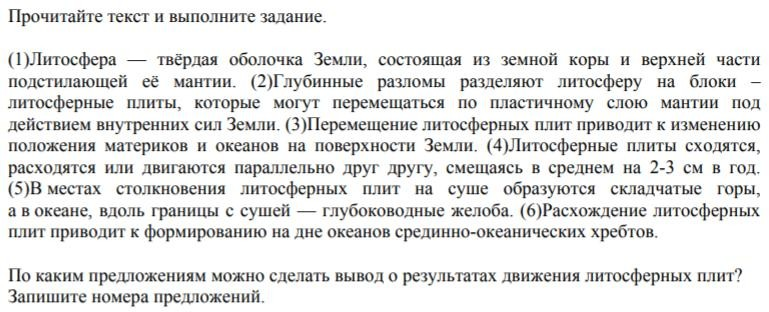 Прочитайте текст и выполните задание.
(1)Литосфера — твёрдая оболочка Земли, состоящая из земной коры и верхней части
подстилающей её мантии. (2)Глубинные разломы разделяют литосферу на блоки –
литосферные плиты, которые могут перемещаться по пластичному слою мантии под
действием внутренних сил Земли. (3)Перемещение литосферных плит приводит к изменению
положения материков и океанов на поверхности Земли. (4)Литосферные плиты сходятся,
расходятся или двигаются параллельно друг другу, смещаясь в среднем на 2-3 см в год.
(5)В местах столкновения литосферных плит на суше образуются складчатые горы,
а в океане, вдоль границы с сушей — глубоководные желоба. (6)Расхождение литосферных
плит приводит к формированию на дне океанов срединно-океанических хребтов.
По каким предложениям можно сделать вывод о результатах движения литосферных плит?
Запишите номера предложений.